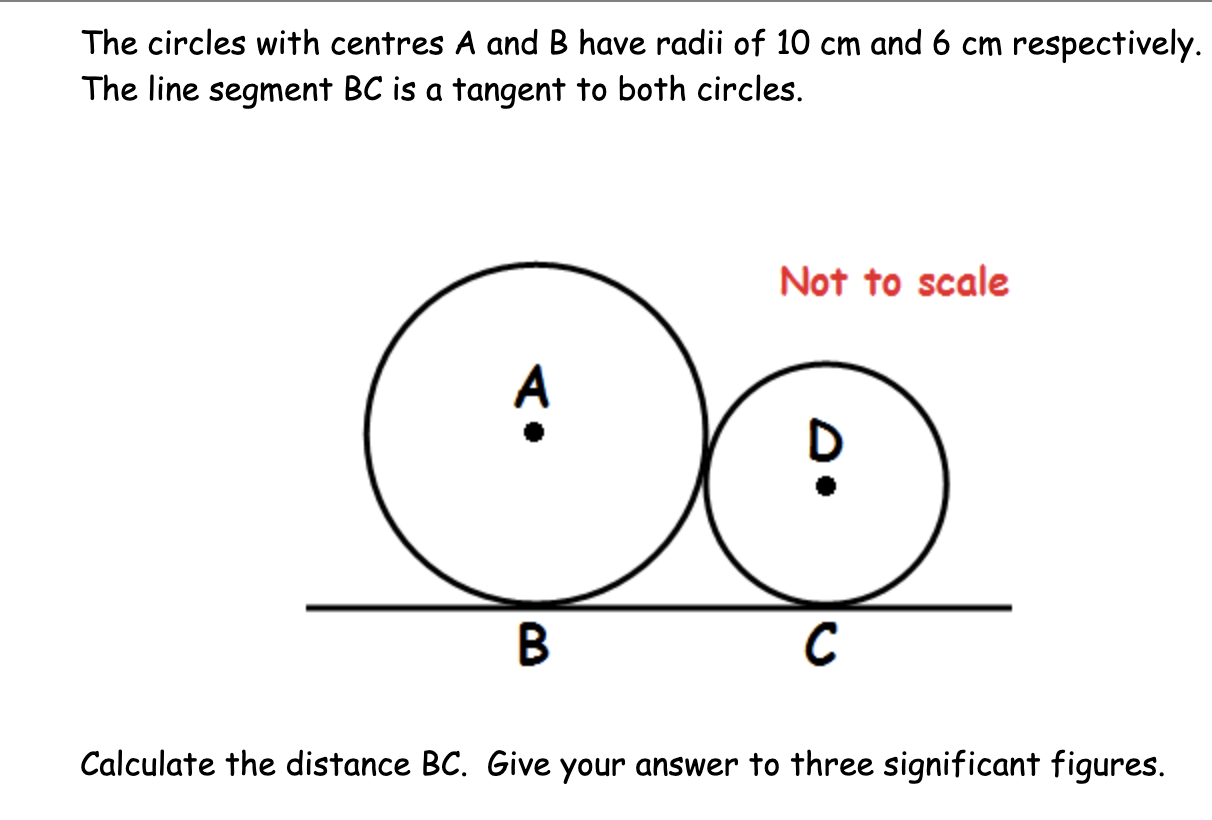 The circles with centres A and B have radii of 10 cm and 6 cm respectively.
The line segment BC is a tangent to both circles.
Not to scale
A
D
B
C
Calculate the distance BC. Give your answer to three significant figures.